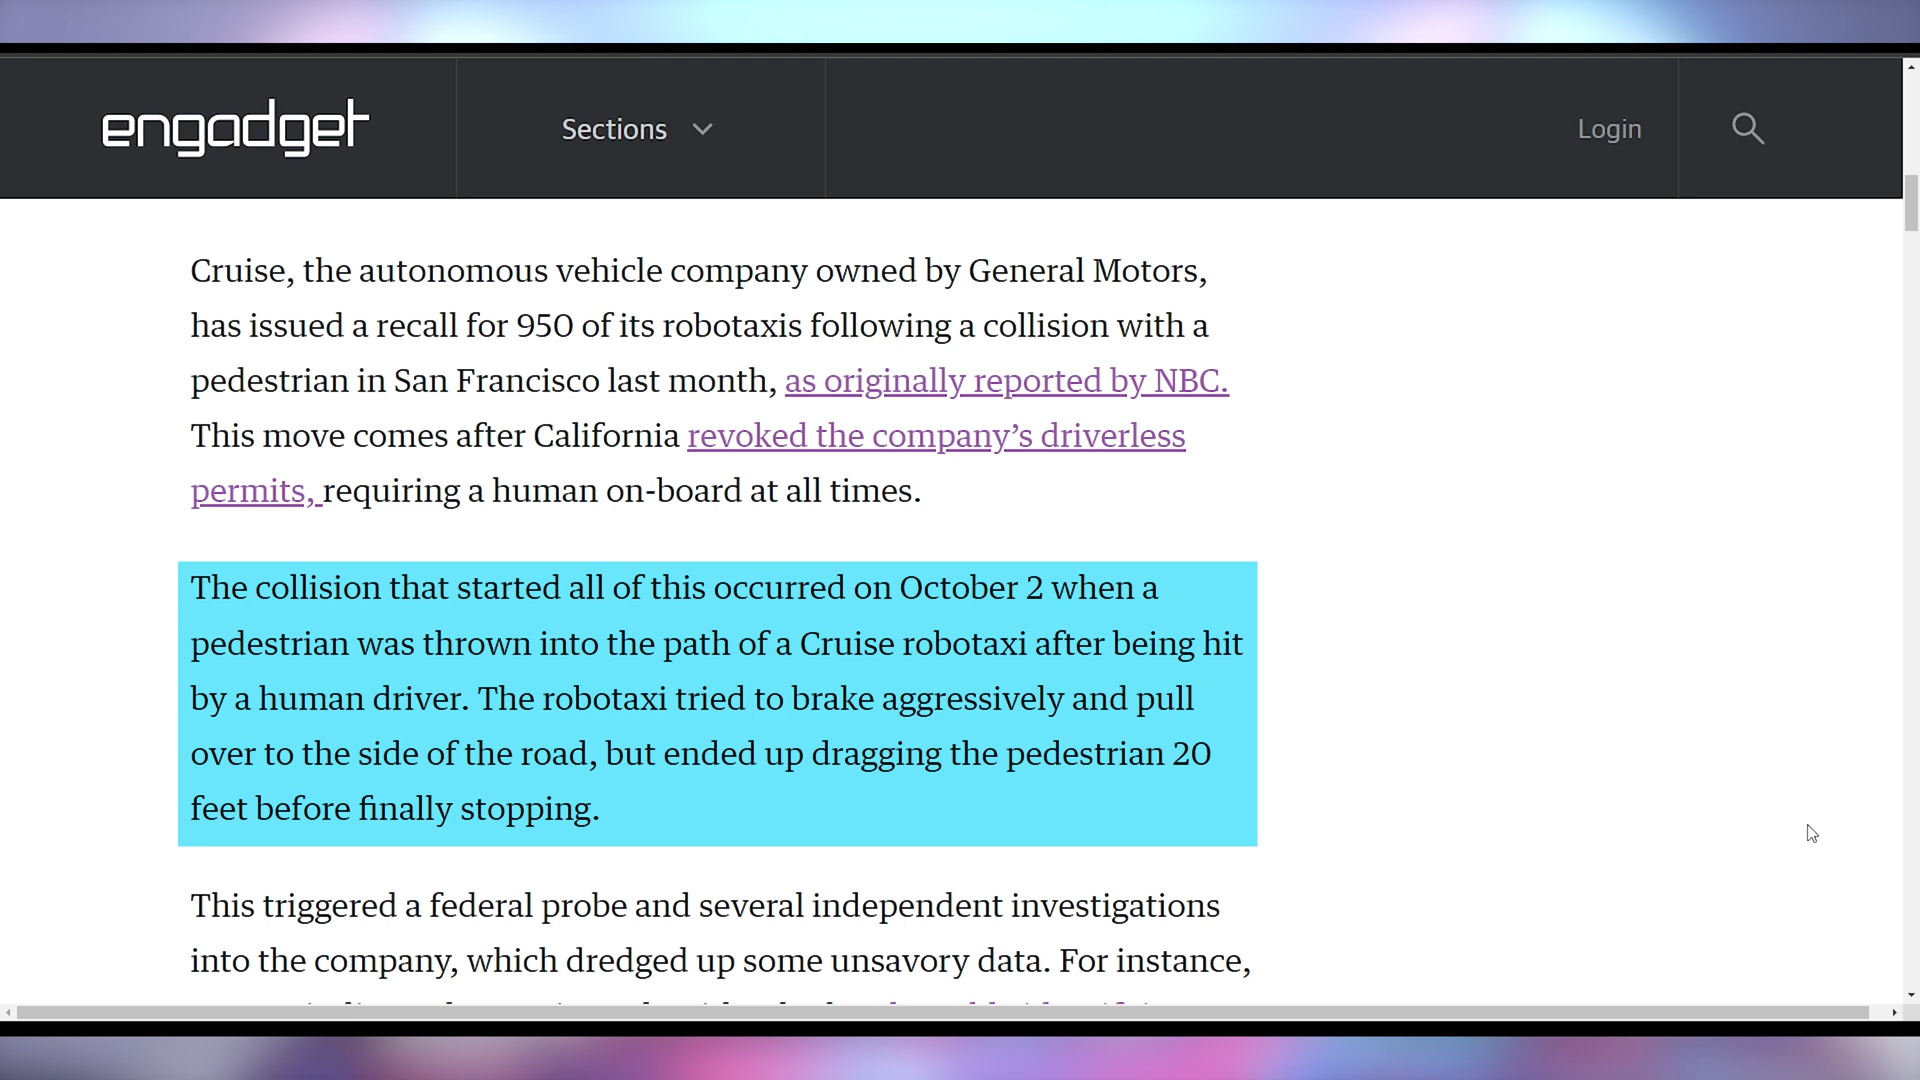 engadget
Sections
Login
Cruise, the autonomous vehicle company owned by General Motors,
has issued a recall for 950 of its robotaxis following a collision with a
pedestrian in San Francisco last month, as originally reported by NBC.
This move comes after California revoked the company’s driverless
permits, requiring a human on-board at all times.
The collision that started all of this occurred on October 2 when a
pedestrian was thrown into the path of a Cruise robotaxi after being hit
by a human driver. The robotaxi tried to brake aggressively and pull
over to the side of the road, but ended up dragging the pedestrian 20
feet before finally stopping.
This triggered a federal probe and several independent investigations
into the company, which dredged up some unsavory data. For instance,